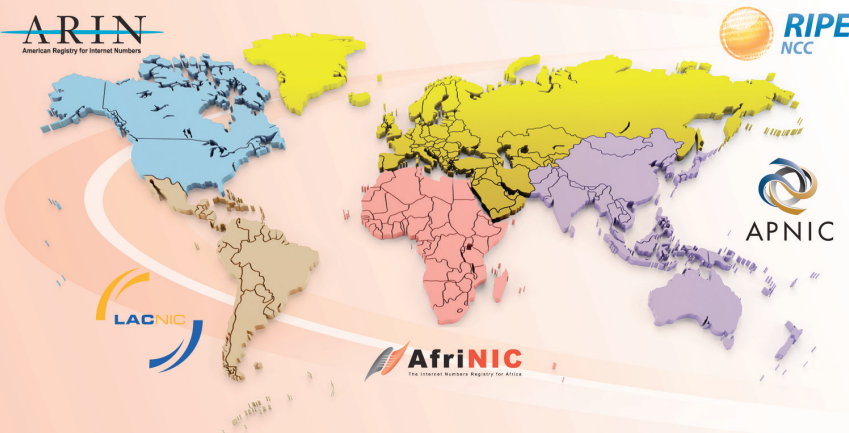 ARIN
American Registry for Internet Numbers
RIPE
NCC
APNIC
LACNIC
AfriNIC
The Internet Numbers Registry for Africa